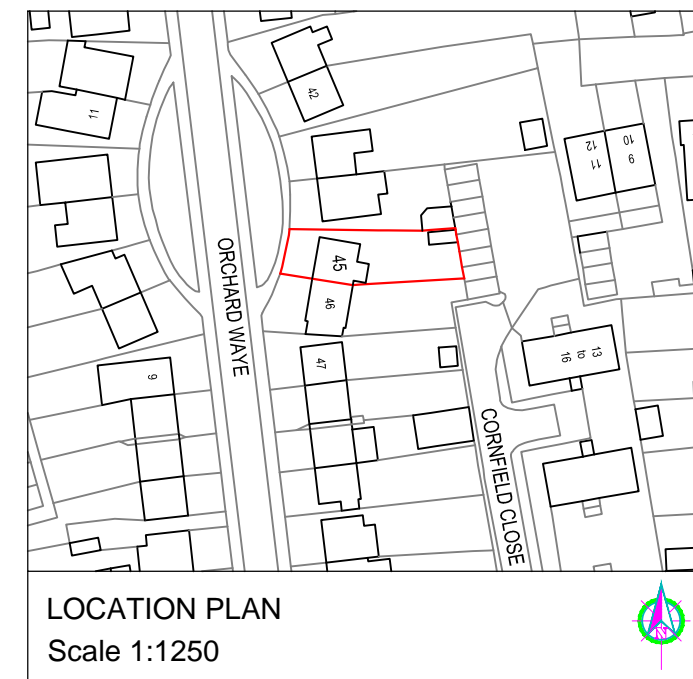 42
11
12 10
11 9
ORCHARD WAYE
45
46
47
13
to
16
9
CORNFIELD CLOSE
LOCATION PLAN
Scale 1:1250
N